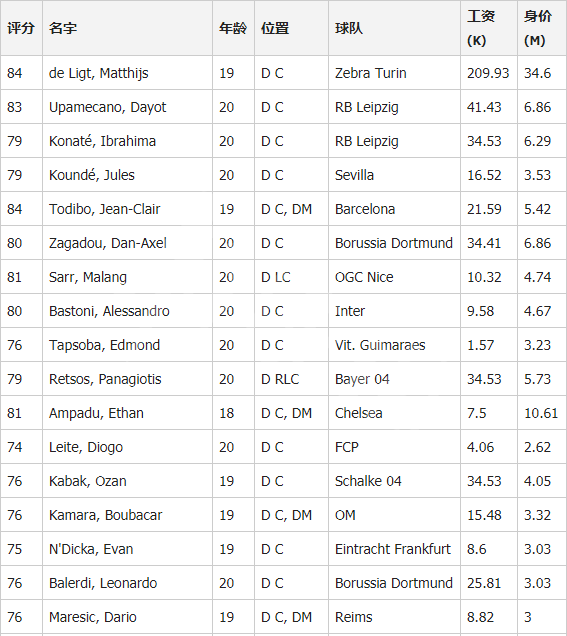 评分 名字 年龄 位置 球队 工资(K) 身价(M)
84 de Ligt, Matthijs 19 D C Zebra Turin 209.93 34.6
83 Upamecano, Dayot 20 D C RB Leipzig 41.43 6.86
79 Konaté, Ibrahima 20 D C RB Leipzig 34.53 6.29
79 Koundé, Jules 20 D C Sevilla 16.52 3.53
84 Todibo, Jean-Clair 19 D C, DM Barcelona 21.59 5.42
80 Zagadou, Dan-Axel 20 D C Borussia Dortmund 34.41 6.86
81 Sarr, Malang 20 D LC OGC Nice 10.32 4.74
80 Bastoni, Alessandro 20 D C Inter 9.58 4.67
76 Tapsoba, Edmond 20 D C Vit. Guimaraes 1.57 3.23
79 Retsos, Panagiotis 20 D RLC Bayer 04 34.53 5.73
81 Ampadu, Ethan 18 D C, DM Chelsea 7.5 10.61
74 Leite, Diogo 20 D C FCP 4.06 2.62
76 Kabak, Ozan 19 D C Schalke 04 34.53 4.05
76 Kamara, Boubacar 19 D C, DM OM 15.48 3.32
75 N'Dicka, Evan 19 D C Eintracht Frankfurt 8.6 3.03
76 Balerdi, Leonardo 20 D C Borussia Dortmund 25.81 3.03
76 Maresic, Dario 19 D C, DM Reims 8.82 3